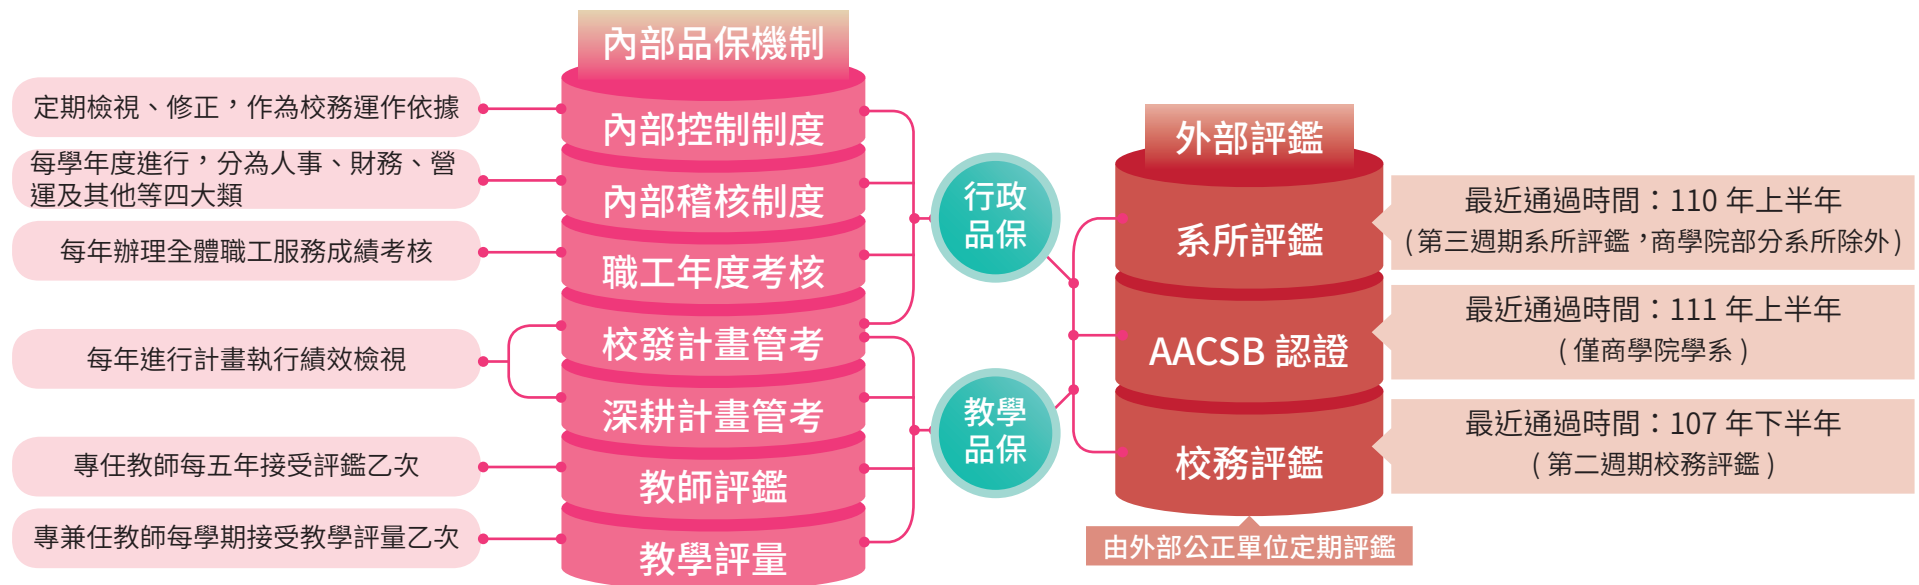 內部品保機制
定期檢視、修正，作為校務運作依據
內部控制制度
每學年度進行，分為人事、財務、營
運及其他等四大類
內部稽核制度
每年辦理全體職工服務成績考核
職工年度考核
校發計畫管考
每年進行計畫執行績效檢視
深耕計畫管考
專任教師每五年接受評鑑乙次
教師評鑑
專兼任教師每學期接受教學評量乙次
教學評量
行政
品保
教學
品保
外部評鑑
系所評鑑
最近通過時間：110 年上半年
( 第三週期系所評鑑，商學院部分系所除外 )
AACSB 認證
最近通過時間：111 年上半年
( 僅商學院學系 )
校務評鑑
最近通過時間：107 年下半年
( 第二週期校務評鑑 )
由外部公正單位定期評鑑